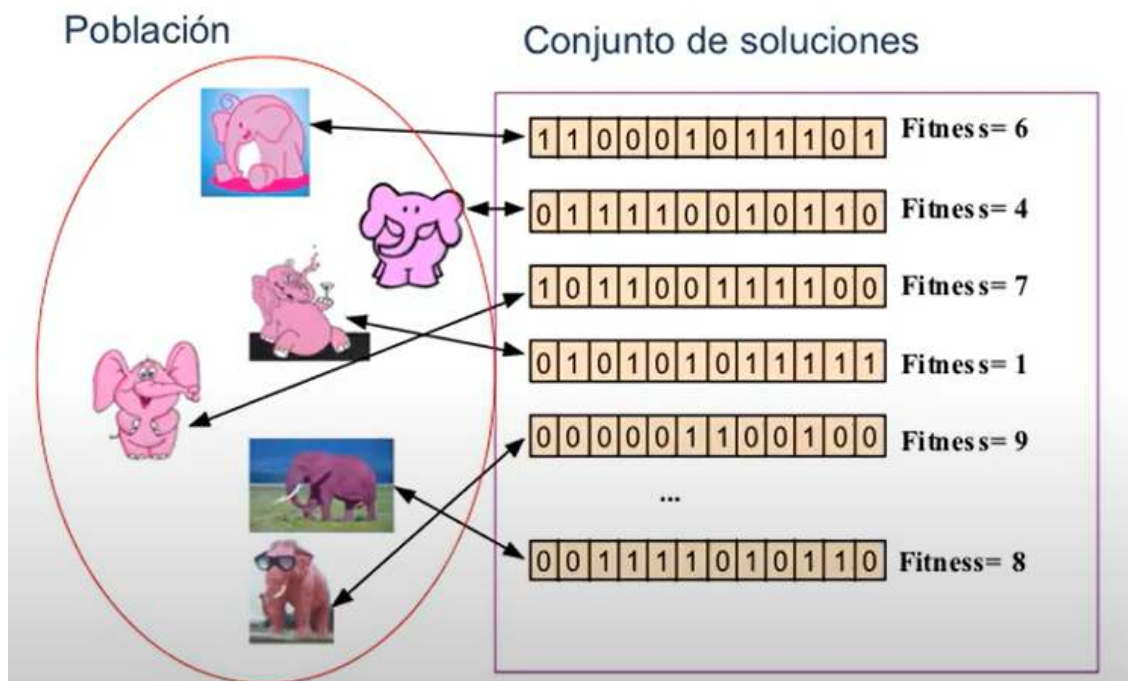 Población
Conjunto de soluciones
1 1 0 0 0 1 0 1 1 1 0 1 Fitness= 6
0 1 1 1 1 0 0 1 0 1 1 0 Fitness= 4
1 0 1 1 0 0 1 1 1 1 0 0 Fitness= 7
0 1 0 1 0 1 0 1 1 1 1 1 Fitness= 1
0 0 0 0 0 1 1 0 0 1 0 0 Fitness= 9
...
0 0 1 1 1 1 0 1 0 1 1 0 Fitness= 8